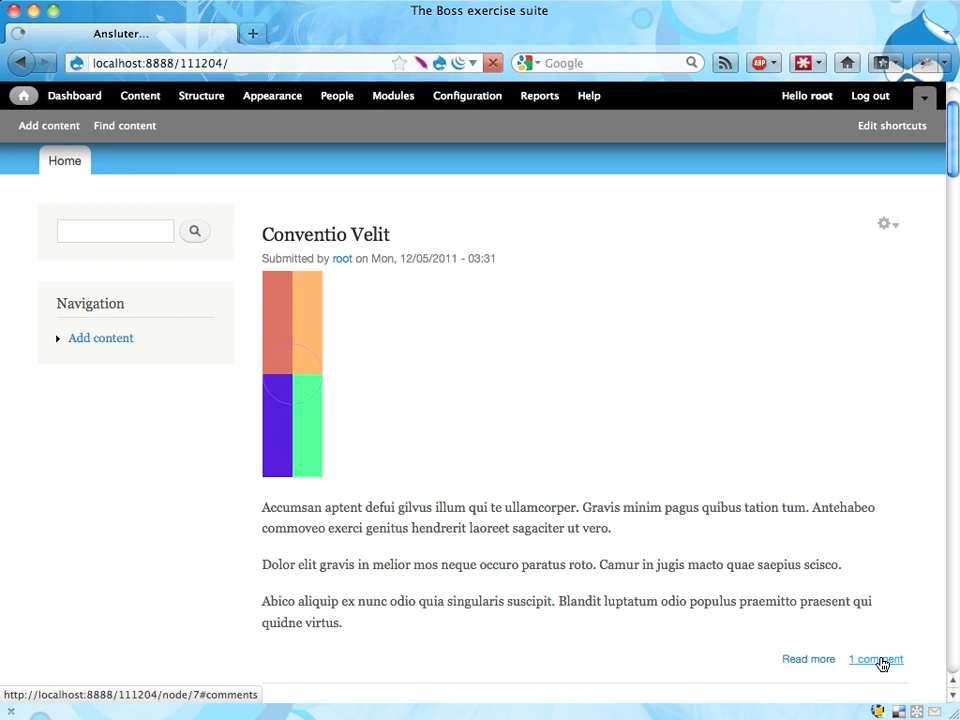 The Boss exercise suite
Ansluter...
localhost:8888/111204/
Google
ABP
Dashboard Content Structure Appearance People Modules Configuration Reports Help Hello root Log out
Add content Find content Edit shortcuts
Home
Conventio Velit
Submitted by root on Mon, 12/05/2011 - 03:31
Navigation
Add content
Accumsan aptent defui gilvus illum qui te ullamcorper. Gravis minim pagus quibus tation tum. Antehabeo
commoveo exerci genitus hendrerit laoreet sagaciter ut vero.
Dolor elit gravis in melior mos neque occuro paratus roto. Camur in jugis macto quae saepius scisco.
Abico aliquip ex nunc odio quia singularis suscipit. Blandit luptatum odio populus praemitto praesent qui
quidne virtus.
Read more 1 comment
http://localhost:8888/111204/node/7#comments